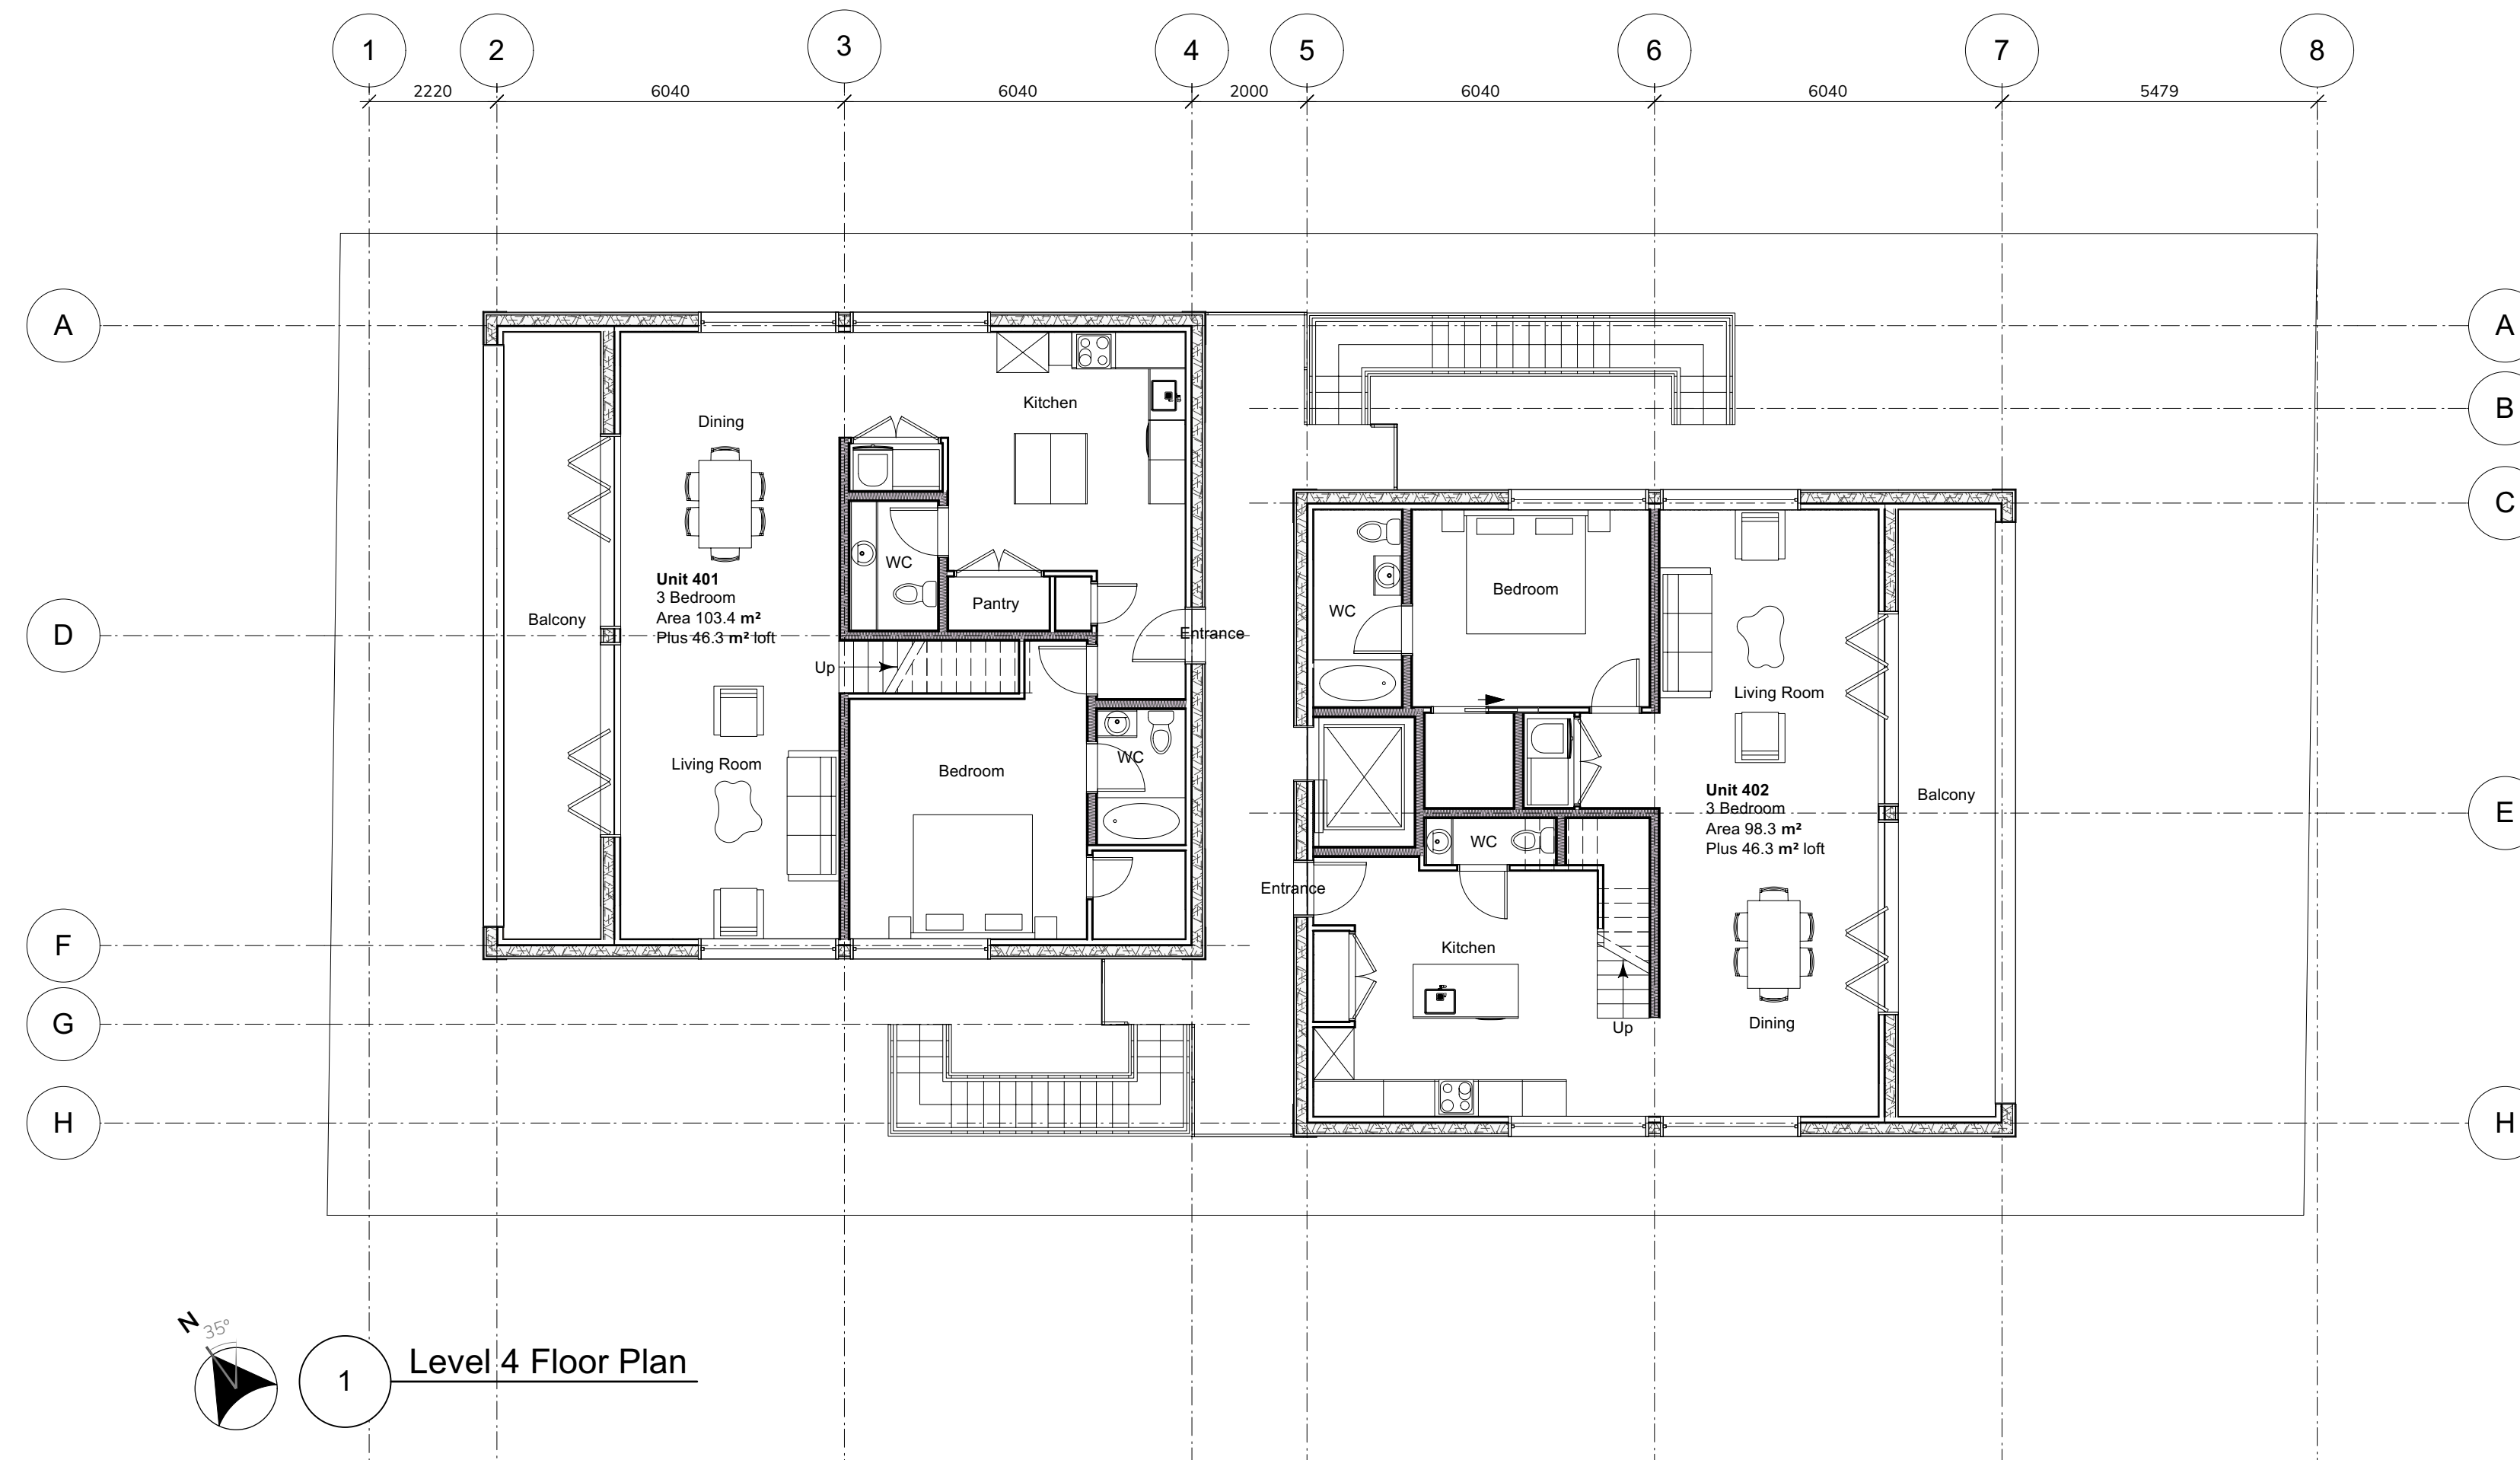 1 2 3 4 5 6 7 8
2220 6040 6040 2000 6040 6040 5479
A A
B
C
D
E
F
G
H H
Dining
Kitchen
WC
Pantry
Unit 401
3 Bedroom
Area 103.4 m²
Plus 46.3 m² loft
Balcony
Entrance
Up
Living Room
Bedroom
WC
WC
Bedroom
Living Room
Unit 402
3 Bedroom
Area 98.3 m²
Plus 46.3 m² loft
Balcony
WC
Entrance
Kitchen
Up
Dining
N
35°
1
Level 4 Floor Plan